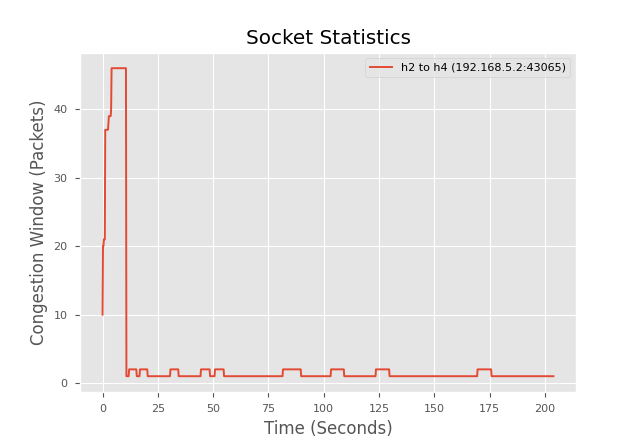 Socket Statistics
h2 to h4 (192.168.5.2:43065)
Congestion Window (Packets)
40
30
20
10
0
0 25 50 75 100 125 150 175 200
Time (Seconds)